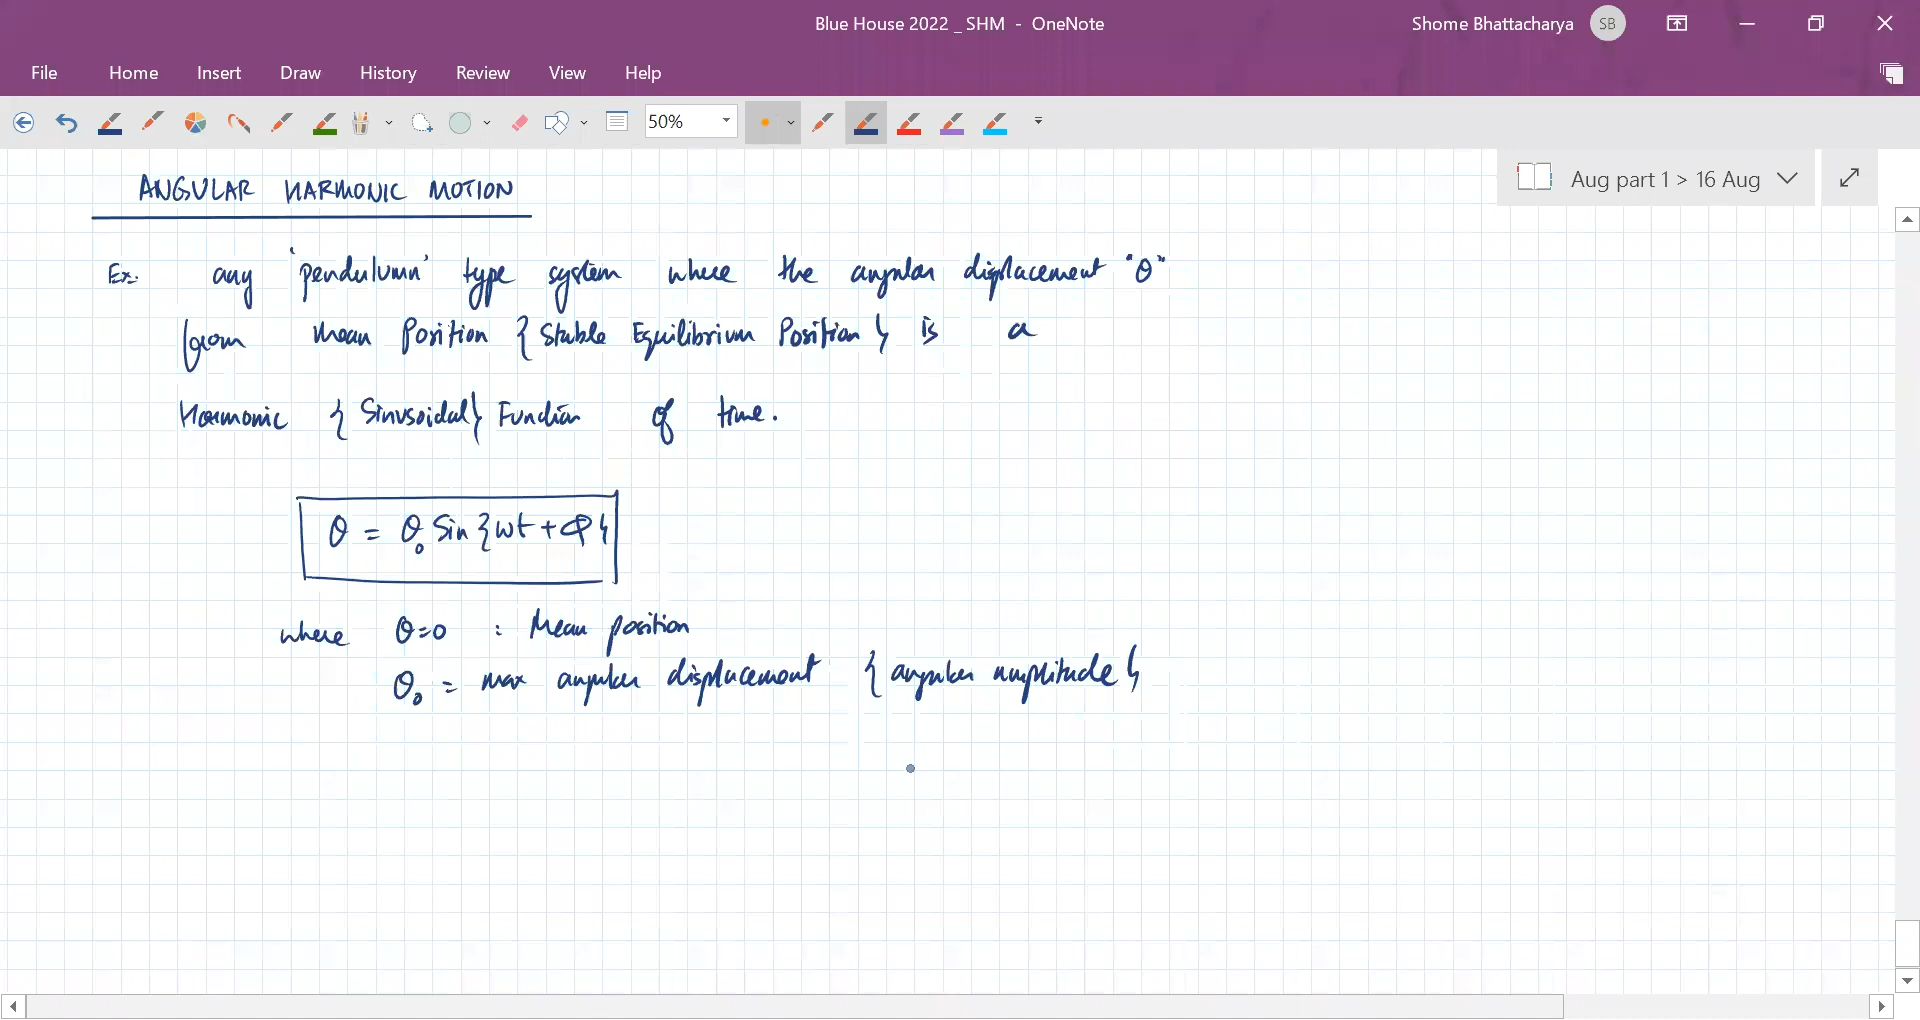 Blue House 2022 _ SHM - OneNote
Shome Bhattacharya SB
File Home Insert Draw History Review View Help
50%
Aug part 1 > 16 Aug
ANGULAR HARMONIC MOTION
Ex. any 'pendulumn' type system where the angular displacement "θ"
from mean Position {Stable Equilibrium Position} is a
Harmonic {Sinusoidal} Function of time.
θ = θ₀ Sin{ωt + Φ}
where θ=0 : Mean position
θ₀ = max angular displacement {angular amplitude}